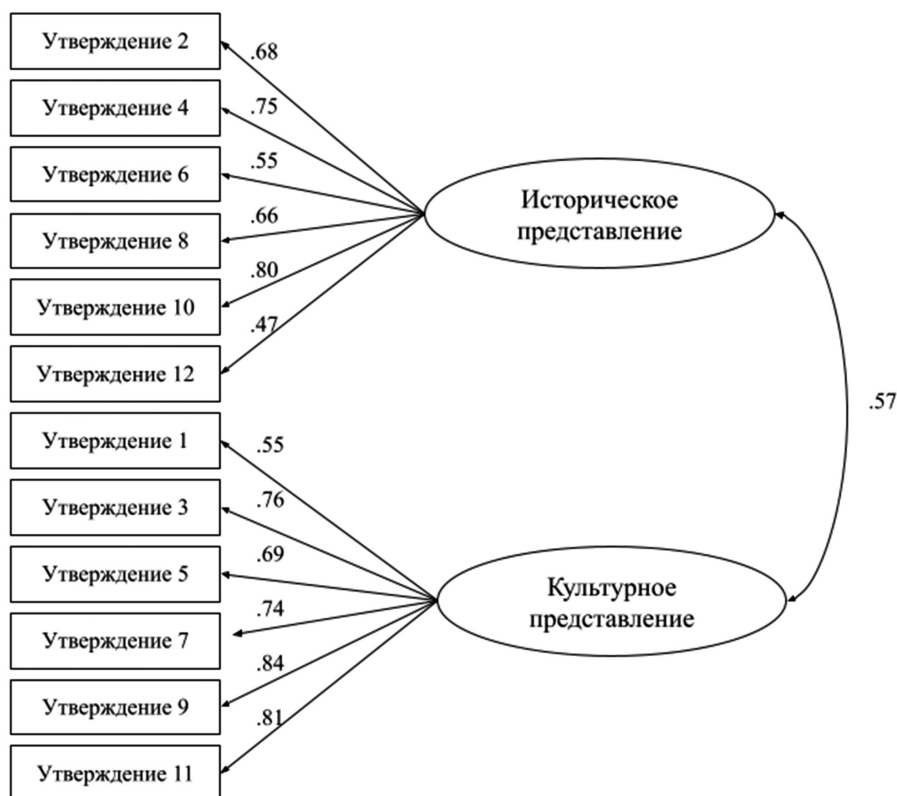 Утверждение 2
.68
Утверждение 4
.75
Утверждение 6
.55
Историческое
представление
Утверждение 8
.66
Утверждение 10
.80
Утверждение 12
.47
.57
Утверждение 1
.55
Утверждение 3
.76
Утверждение 5
.69
Культурное
представление
Утверждение 7
.74
Утверждение 9
.84
Утверждение 11
.81